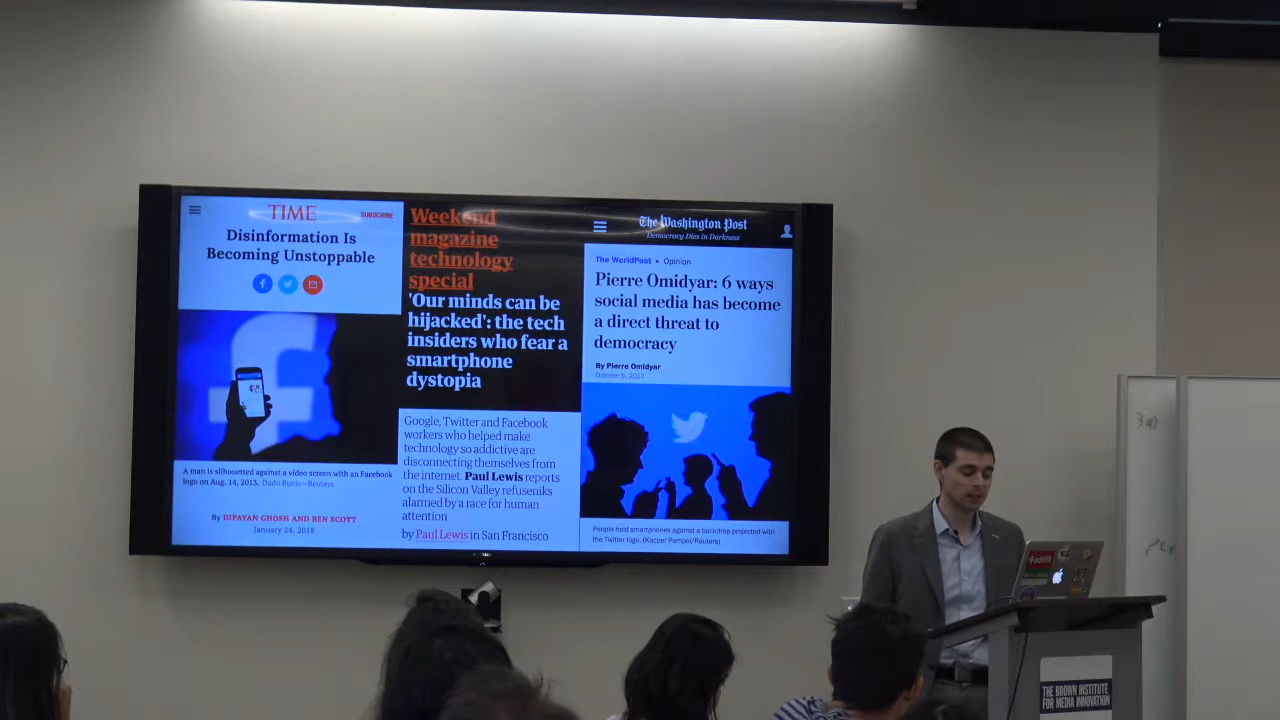 TIME
SUBSCRIBE
Disinformation Is
Becoming Unstoppable
A man is silhouetted against a video screen with an Facebook
logo on Aug. 14, 2013. Dado Ruvic—Reuters
By DIPAYAN GHOSH AND BEN SCOTT
January 24, 2018
Weekend
magazine
technology
special
'Our minds can be
hijacked': the tech
insiders who fear a
smartphone
dystopia
Google, Twitter and Facebook
workers who helped make
technology so addictive are
disconnecting themselves from
the internet. Paul Lewis reports
on the Silicon Valley refuseniks
alarmed by a race for human
attention
by Paul Lewis in San Francisco
The Washington Post
Democracy Dies in Darkness
The WorldPost • Opinion
Pierre Omidyar: 6 ways
social media has become
a direct threat to
democracy
By Pierre Omidyar
October 9, 2017
People hold smartphones against a backdrop projected with
the Twitter logo. (Kacper Pempel/Reuters)
THE BROWN INSTITUTE
FOR MEDIA INNOVATION